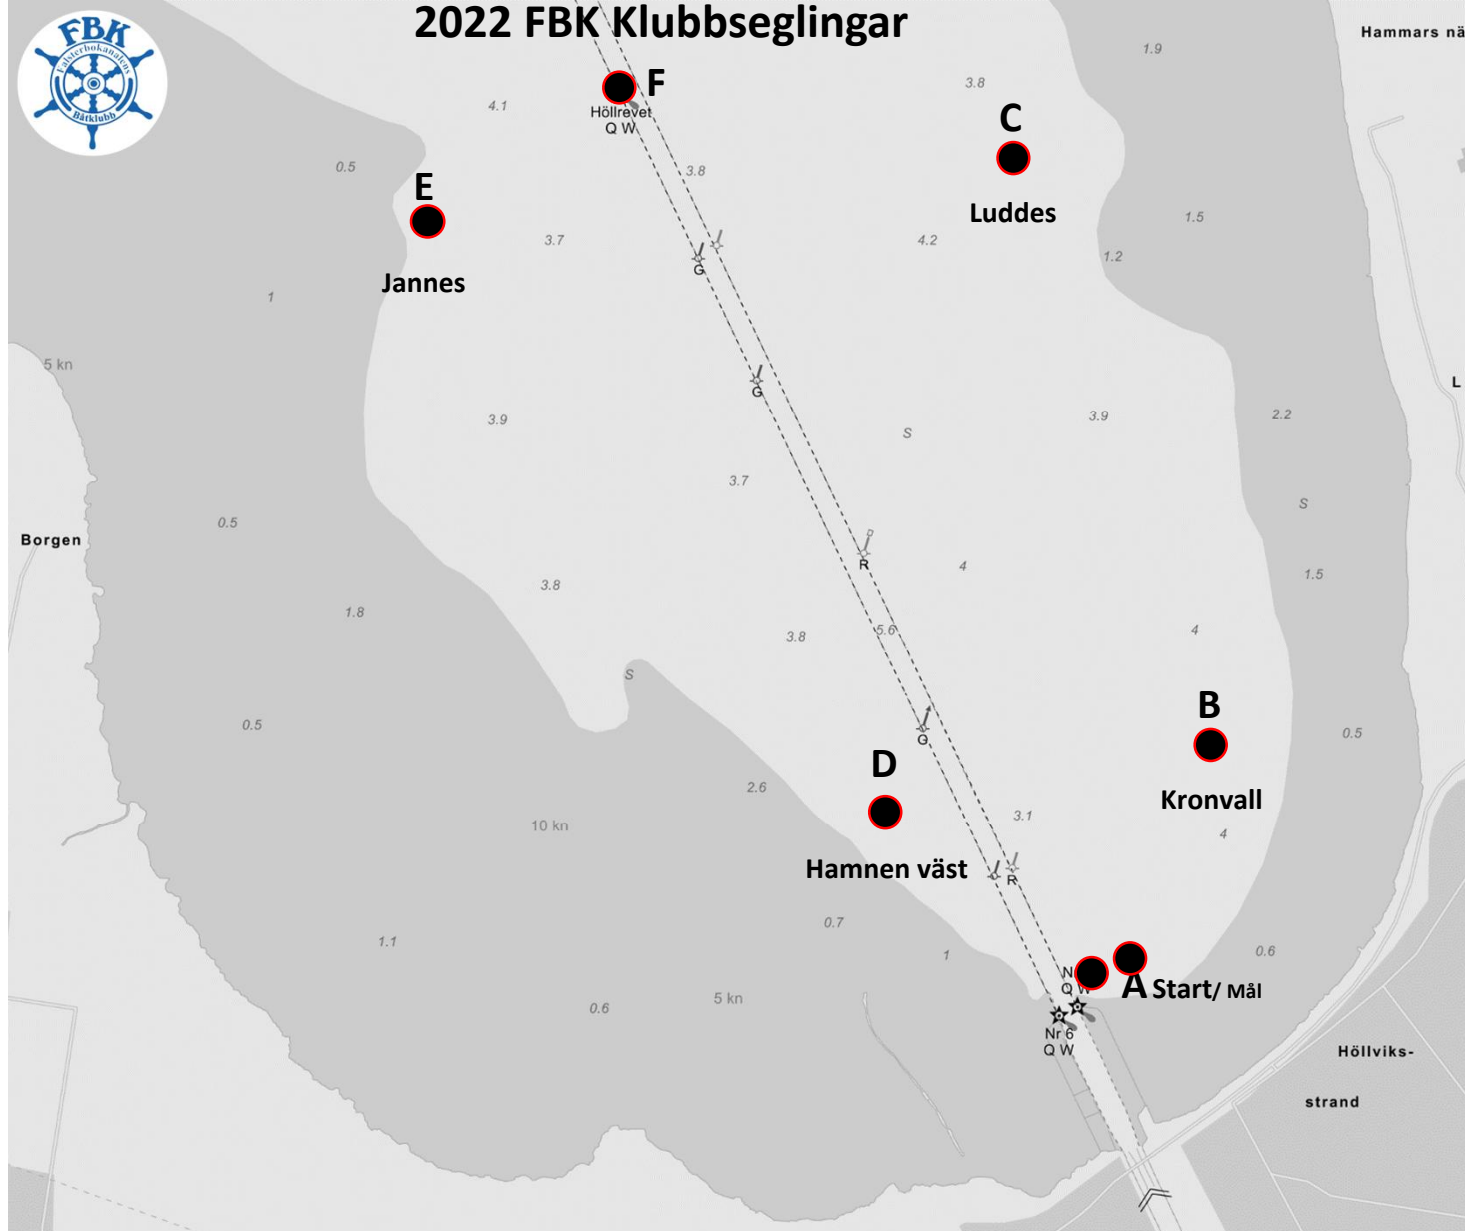 2022 FBK Klubbseglingar
FBK
Falsterbokanalens
Båtklubb
Hammars nä
1.9
F
3.8
4.1
Höllrevet
Q W
C
0.5
3.8
E
Luddes
1.5
3.7
4.2
1.2
G
Jannes
1
5 kn
L
G
3.9
3.9
2.2
S
3.7
S
0.5
Borgen
R
4
1.5
3.8
1.8
5.6
4
3.8
S
B
0.5
0.5
G
D
2.6
Kronvall
3.1
10 kn
4
Hamnen väst
R
0.7
1.1
1
0.6
N
Q W
A Start/ Mål
5 kn
0.6
Nr 6
Q W
Höllviks-
strand